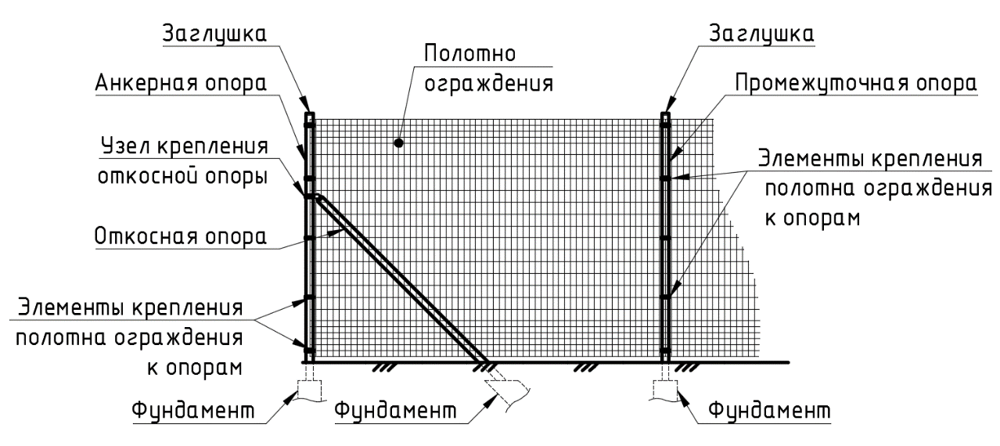 Заглушка
Анкерная опора
Узел крепления
откосной опоры
Откосная опора
Элементы крепления
полотна ограждения
к опорам
Фундамент
Полотно
ограждения
Фундамент
Заглушка
Промежуточная опора
Элементы крепления
полотна ограждения
к опорам
Фундамент